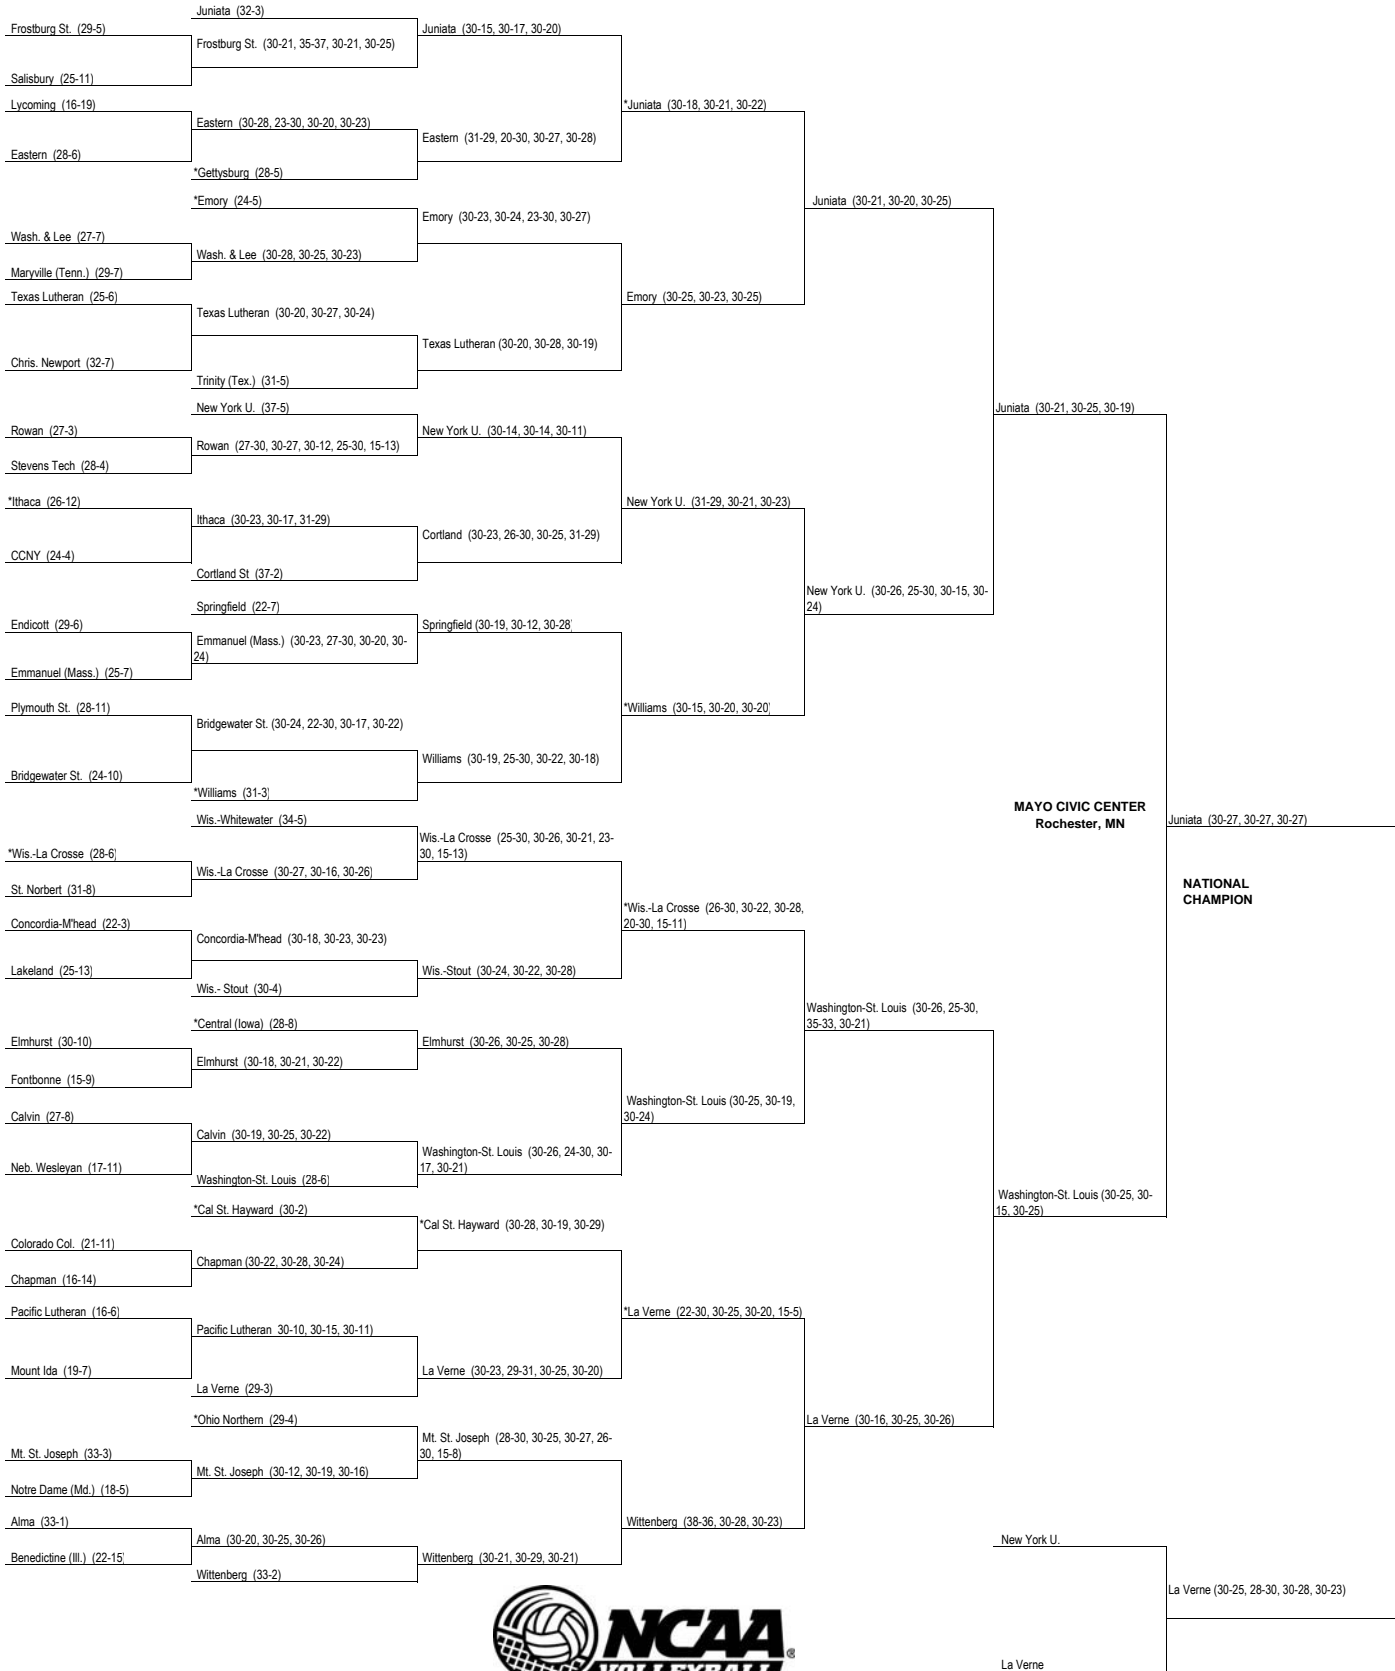 Juniata (32-3)
Frostburg St. (29-5)
Juniata (30-15, 30-17, 30-20)
Frostburg St. (30-21, 35-37, 30-21, 30-25)
Salisbury (25-11)
Lycoming (16-19)
*Juniata (30-18, 30-21, 30-22)
Eastern (30-28, 23-30, 30-20, 30-23)
Eastern (31-29, 20-30, 30-27, 30-28)
Eastern (28-6)
*Gettysburg (28-5)
*Emory (24-5)
Juniata (30-21, 30-20, 30-25)
Emory (30-23, 30-24, 23-30, 30-27)
Wash. & Lee (27-7)
Wash. & Lee (30-28, 30-25, 30-23)
Maryville (Tenn.) (29-7)
Texas Lutheran (25-6)
Emory (30-25, 30-23, 30-25)
Texas Lutheran (30-20, 30-27, 30-24)
Texas Lutheran (30-20, 30-28, 30-19)
Chris. Newport (32-7)
Trinity (Tex.) (31-5)
New York U. (37-5)
Juniata (30-21, 30-25, 30-19)
Rowan (27-3)
New York U. (30-14, 30-14, 30-11)
Rowan (27-30, 30-27, 30-12, 25-30, 15-13)
Stevens Tech (28-4)
*Ithaca (26-12)
New York U. (31-29, 30-21, 30-23)
Ithaca (30-23, 30-17, 31-29)
Cortland (30-23, 26-30, 30-25, 31-29)
CCNY (24-4)
Cortland St (37-2)
New York U. (30-26, 25-30, 30-15, 30-
24)
Springfield (22-7)
Endicott (29-6)
Springfield (30-19, 30-12, 30-28)
Emmanuel (Mass.) (30-23, 27-30, 30-20, 30-
24)
Emmanuel (Mass.) (25-7)
Plymouth St. (28-11)
*Williams (30-15, 30-20, 30-20)
Bridgewater St. (30-24, 22-30, 30-17, 30-22)
Williams (30-19, 25-30, 30-22, 30-18)
Bridgewater St. (24-10)
*Williams (31-3)
MAYO CIVIC CENTER
Rochester, MN
Wis.-Whitewater (34-5)
Juniata (30-27, 30-27, 30-27)
Wis.-La Crosse (25-30, 30-26, 30-21, 23-
30, 15-13)
*Wis.-La Crosse (28-6)
Wis.-La Crosse (30-27, 30-16, 30-26)
St. Norbert (31-8)
NATIONAL
CHAMPION
*Wis.-La Crosse (26-30, 30-22, 30-28,
20-30, 15-11)
Concordia-M'head (22-3)
Concordia-M'head (30-18, 30-23, 30-23)
Lakeland (25-13)
Wis.-Stout (30-24, 30-22, 30-28)
Wis.- Stout (30-4)
Washington-St. Louis (30-26, 25-30,
35-33, 30-21)
*Central (Iowa) (28-8)
Elmhurst (30-10)
Elmhurst (30-26, 30-25, 30-28)
Elmhurst (30-18, 30-21, 30-22)
Fontbonne (15-9)
Washington-St. Louis (30-25, 30-19,
30-24)
Calvin (27-8)
Calvin (30-19, 30-25, 30-22)
Washington-St. Louis (30-26, 24-30, 30-
17, 30-21)
Neb. Wesleyan (17-11)
Washington-St. Louis (28-6)
Washington-St. Louis (30-25, 30-
15, 30-25)
*Cal St. Hayward (30-2)
*Cal St. Hayward (30-28, 30-19, 30-29)
Colorado Col. (21-11)
Chapman (30-22, 30-28, 30-24)
Chapman (16-14)
Pacific Lutheran (16-6)
*La Verne (22-30, 30-25, 30-20, 15-5)
Pacific Lutheran 30-10, 30-15, 30-11)
Mount Ida (19-7)
La Verne (30-23, 29-31, 30-25, 30-20)
La Verne (29-3)
*Ohio Northern (29-4)
La Verne (30-16, 30-25, 30-26)
Mt. St. Joseph (28-30, 30-25, 30-27, 26-
30, 15-8)
Mt. St. Joseph (33-3)
Mt. St. Joseph (30-12, 30-19, 30-16)
Notre Dame (Md.) (18-5)
Alma (33-1)
Wittenberg (38-36, 30-28, 30-23)
Alma (30-20, 30-25, 30-26)
New York U.
Benedictine (Ill.) (22-15)
Wittenberg (30-21, 30-29, 30-21)
Wittenberg (33-2)
La Verne (30-25, 28-30, 30-28, 30-23)
NCAA®
VOLLEYBALL
La Verne